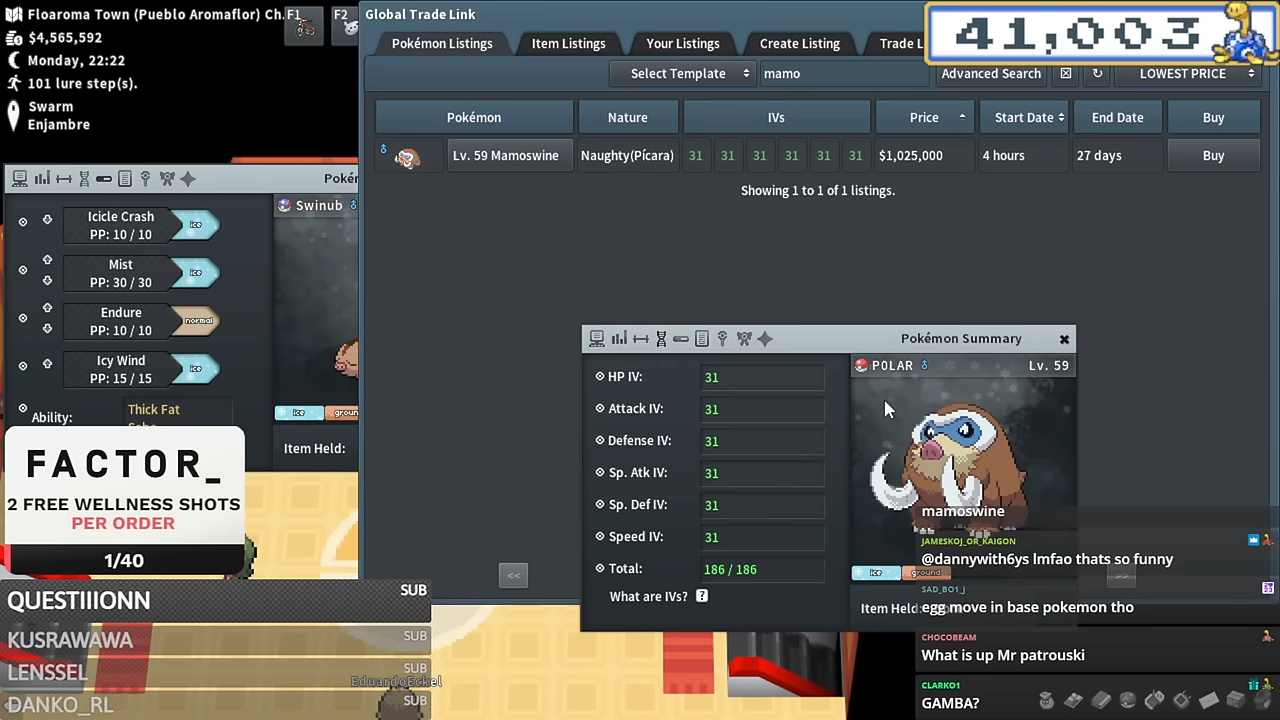 Floaroma Town (Pueblo Aromaflor) Ch.
F1
F2
$4,565,592
Monday, 22:22
101 lure step(s).
Swarm
Enjambre
Global Trade Link
41,003
Pokémon Listings
Item Listings
Your Listings
Create Listing
Trade L
Select Template
mamo
Advanced Search
LOWEST PRICE
Pokémon
Nature
IVs
Price
Start Date
End Date
Buy
Lv. 59 Mamoswine
Naughty(Pícara)
31 31 31 31 31 31
$1,025,000
4 hours
27 days
Buy
Showing 1 to 1 of 1 listings.
Poké
Icicle Crash
PP: 10 / 10
ice
Mist
PP: 30 / 30
ice
Endure
PP: 10 / 10
normal
Icy Wind
PP: 15 / 15
ice
Ability:
Thick Fat
Swinub
ice
groun
Item Held:
Pokémon Summary
HP IV: 31
Attack IV: 31
Defense IV: 31
Sp. Atk IV: 31
Sp. Def IV: 31
Speed IV: 31
Total: 186 / 186
What are IVs? ?
P0LAR
Lv. 59
ice
ground
Item Held:
<<
>>
FACTOR_
2 FREE WELLNESS SHOTS
PER ORDER
1/40
QUESTIIIONN SUB
KUSRAWAWA SUB
LENSSEL SUB
DANKO_RL SUB
EduardoEckel
mamoswine
JAMESKOJ_OR_KAIGON
@dannywith6ys lmfao thats so funny
SAD_BO1_J
egg move in base pokemon tho
CHOCOBEAM
What is up Mr patrouski
CLARKO1
GAMBA?